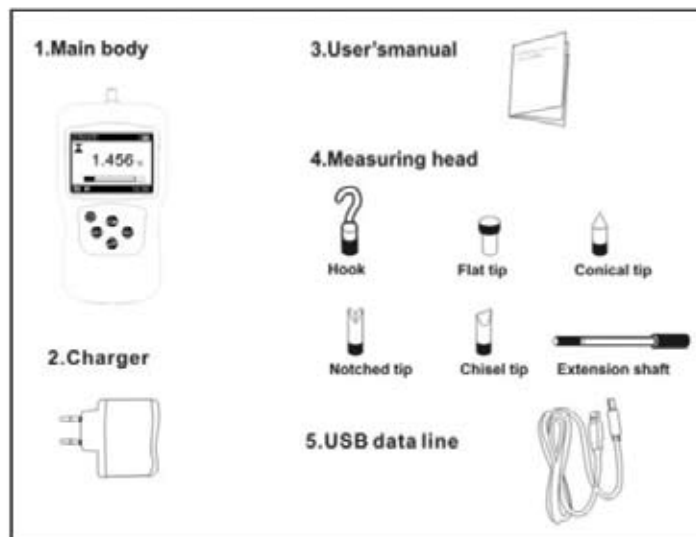 1.Main body
1.456
2.Charger
3.User'smanual
4.Measuring head
Hook
Flat tip
Conical tip
Notched tip
Chisel tip
Extension shaft
5.USB data line